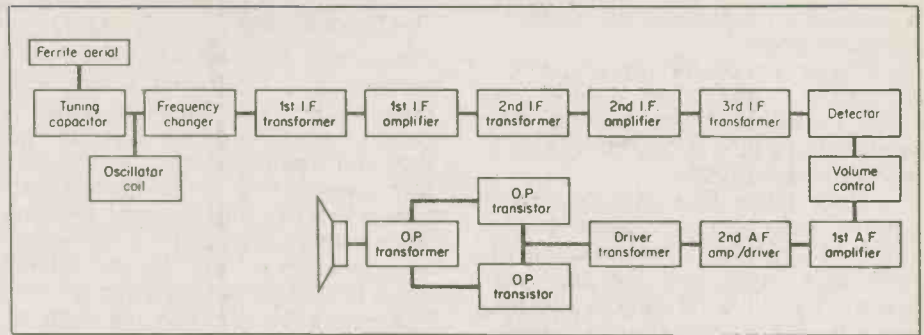 Ferrite aerial
Tuning
capacitor
Frequency
changer
1st I.F.
transformer
1st I.F.
amplifier
2nd I.F.
transformer
2nd I.F.
amplifier
3rd I.F.
transformer
Detector
Oscillator
coil
Volume
control
O.P.
transistor
O.P.
transformer
O.P.
transistor
Driver
transformer
2nd A.F.
amp/driver
1st A.F.
amplifier